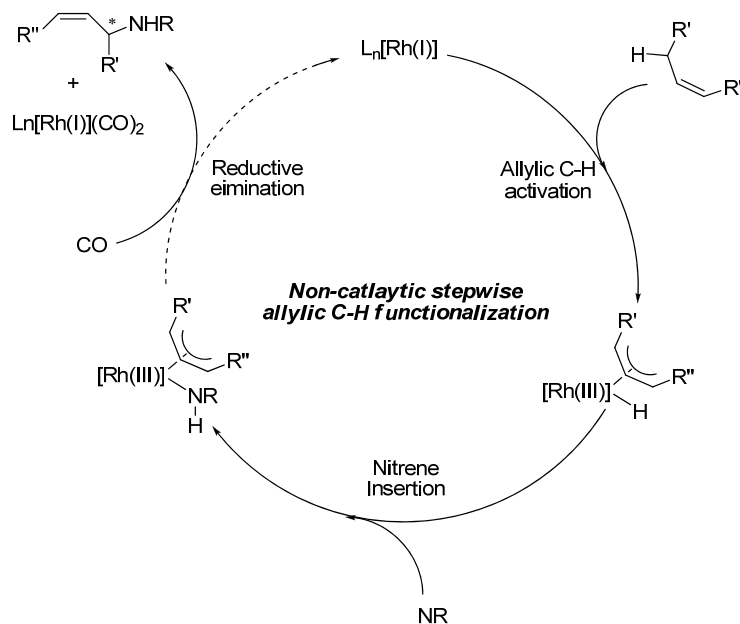 R"
*
NHR
R'
+
Ln[Rh(I)](CO)2
Ln[Rh(I)]
R'
H
R'
Reductive
eimination
Allylic C-H
activation
CO
Non-catlaytic stepwise
allylic C-H functionalization
R'
R"
[Rh(III)]
NR
H
R'
R"
[Rh(III)]
H
Nitrene
Insertion
NR